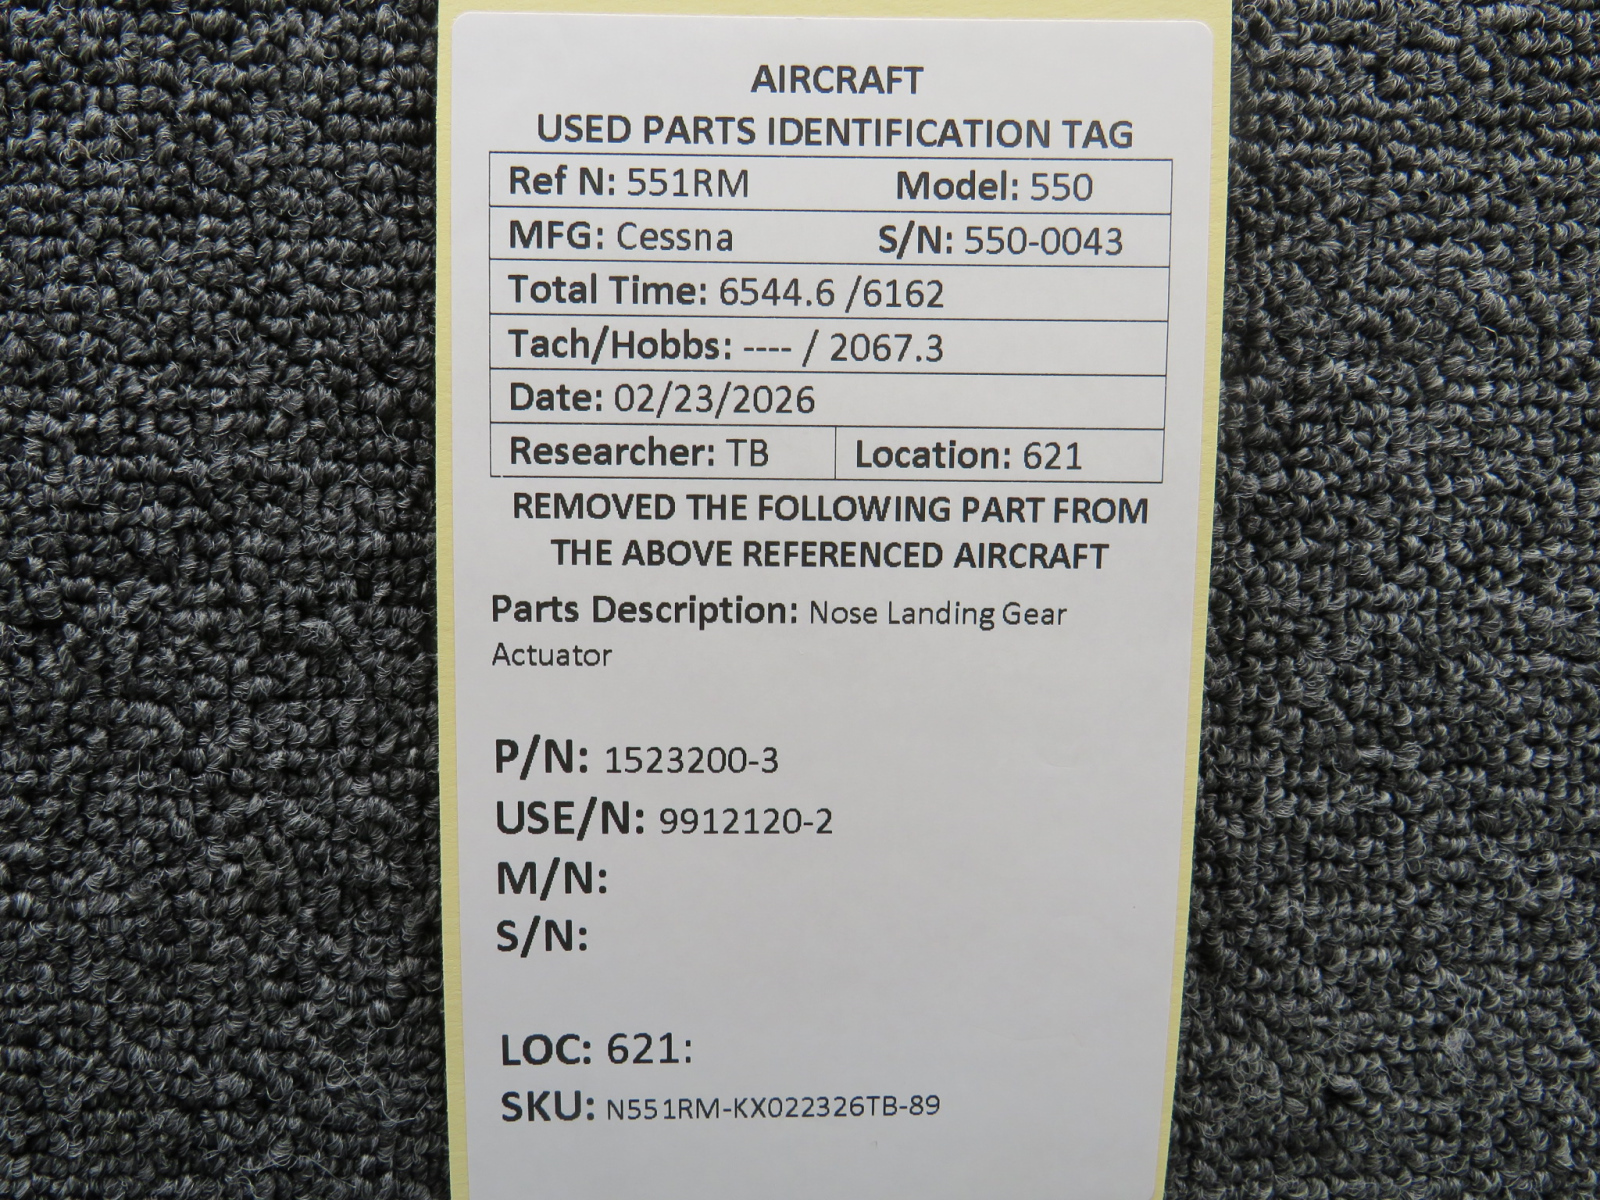 AIRCRAFT
USED PARTS IDENTIFICATION TAG
Ref N: 551RM Model: 550
MFG: Cessna S/N: 550-0043
Total Time: 6544.6 /6162
Tach/Hobbs: ---- / 2067.3
Date: 02/23/2026
Researcher: TB Location: 621
REMOVED THE FOLLOWING PART FROM
THE ABOVE REFERENCED AIRCRAFT
Parts Description: Nose Landing Gear
Actuator
P/N: 1523200-3
USE/N: 9912120-2
M/N:
S/N:
LOC: 621:
SKU: N551RM-KX022326TB-89